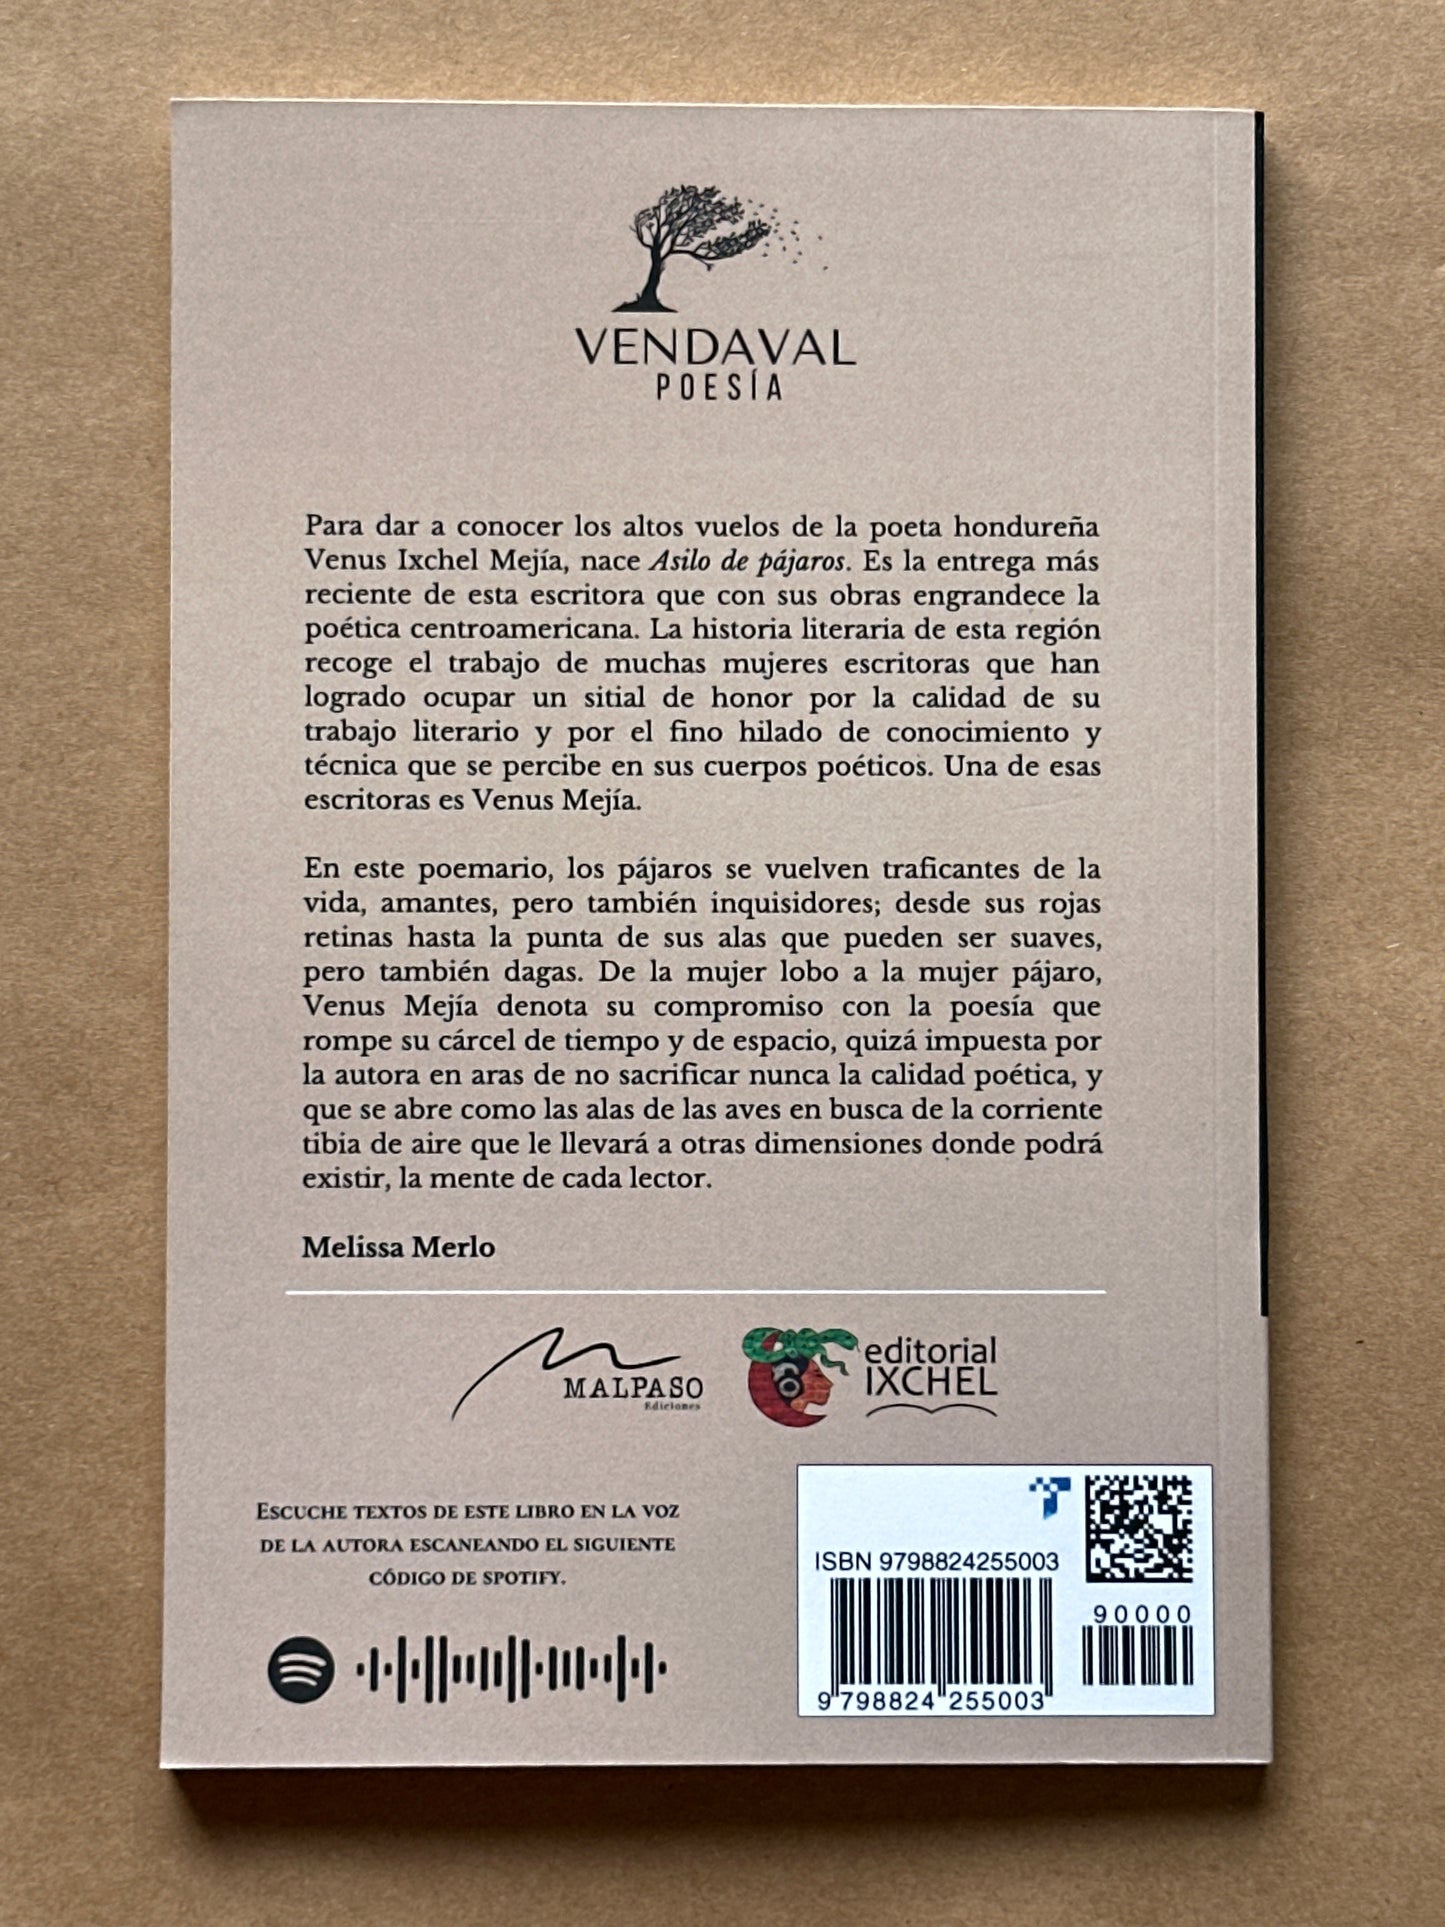 VENDAVAL
POESÍA
Para dar a conocer los altos vuelos de la poeta hondureña
Venus Ixchel Mejía, nace Asilo de pájaros. Es la entrega más
reciente de esta escritora que con sus obras engrandece la
poética centroamericana. La historia literaria de esta región
recoge el trabajo de muchas mujeres escritoras que han
logrado ocupar un sitial de honor por la calidad de su
trabajo literario y por el fino hilado de conocimiento y
técnica que se percibe en sus cuerpos poéticos. Una de esas
escritoras es Venus Mejía.
En este poemario, los pájaros se vuelven traficantes de la
vida, amantes, pero también inquisidores; desde sus rojas
retinas hasta la punta de sus alas que pueden ser suaves,
pero también dagas. De la mujer lobo a la mujer pájaro,
Venus Mejía denota su compromiso con la poesía que
rompe su cárcel de tiempo y de espacio, quizá impuesta por
la autora en aras de no sacrificar nunca la calidad poética, y
que se abre como las alas de las aves en busca de la corriente
tibia de aire que le llevará a otras dimensiones donde podrá
existir, la mente de cada lector.
Melissa Merlo
MALPASO
Ediciones
editorial
IXCHEL
ESCUCHE TEXTOS DE ESTE LIBRO EN LA VOZ
DE LA AUTORA ESCANEANDO EL SIGUIENTE
CÓDIGO DE SPOTIFY.
ISBN 9798824255003
90000
9 798824 255003